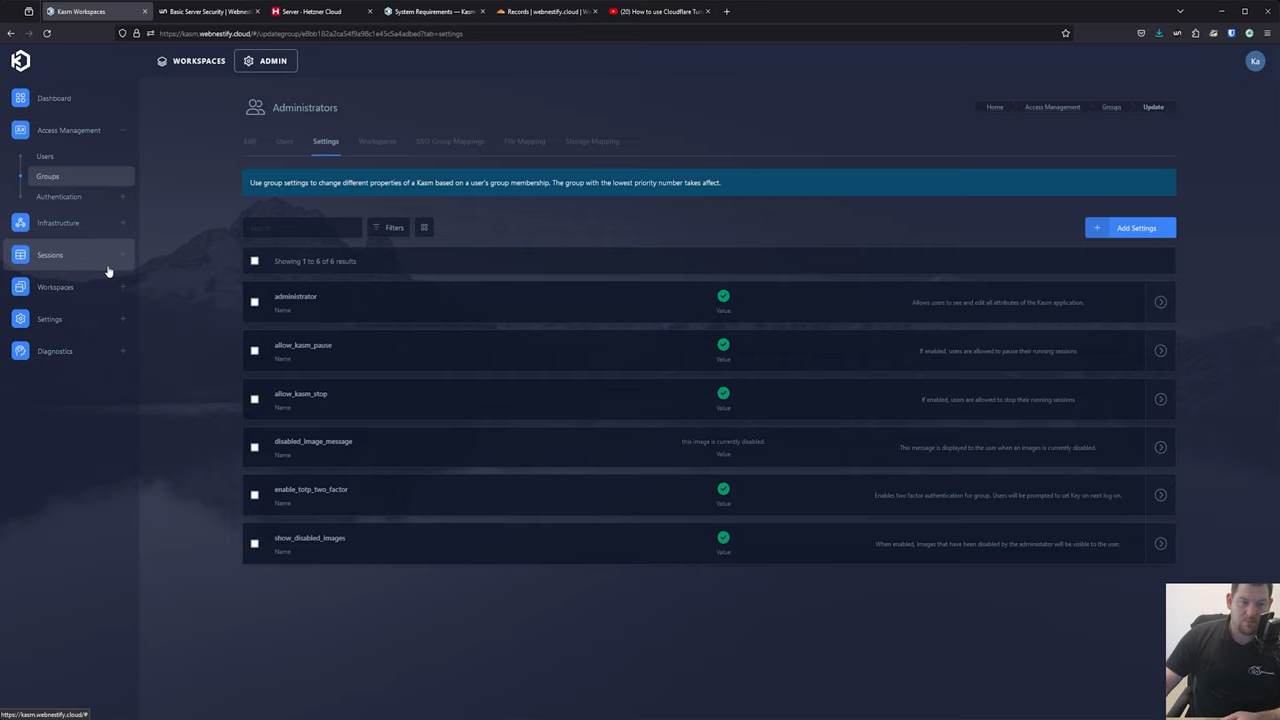 Kasm Workspaces
Basic Server Security | Webnest
Server · Hetzner Cloud
System Requirements — Kasm
Records | webnestify.cloud | W
(20) How to use Cloudflare Tu
https://kasm.webnestify.cloud/#/updategroup/e8bb182a2ca54f9a98c1e45c5a4adbed?tab=settings
WORKSPACES
ADMIN
Ka
Dashboard
Access Management
Users
Groups
Authentication
Infrastructure
Sessions
Workspaces
Settings
Diagnostics
Administrators
Home
Access Management
Groups
Update
Edit
Users
Settings
Workspaces
SSO Group Mappings
File Mapping
Storage Mapping
Use group settings to change different properties of a Kasm based on a user's group membership. The group with the lowest priority number takes affect.
Search
Filters
Add Settings
Showing 1 to 6 of 6 results
administrator
Name
Value
Allows users to see and edit all attributes of the Kasm application.
allow_kasm_pause
Name
Value
If enabled, users are allowed to pause their running sessions
allow_kasm_stop
Name
Value
If enabled, users are allowed to stop their running sessions
disabled_image_message
Name
this image is currently disabled.
Value
This message is displayed to the user when an images is currently disabled.
enable_totp_two_factor
Name
Value
Enables two factor authentication for group. Users will be prompted to set Key on next log on.
show_disabled_images
Name
Value
When enabled, images that have been disabled by the administator will be visible to the user.
https://kasm.webnestify.cloud/#